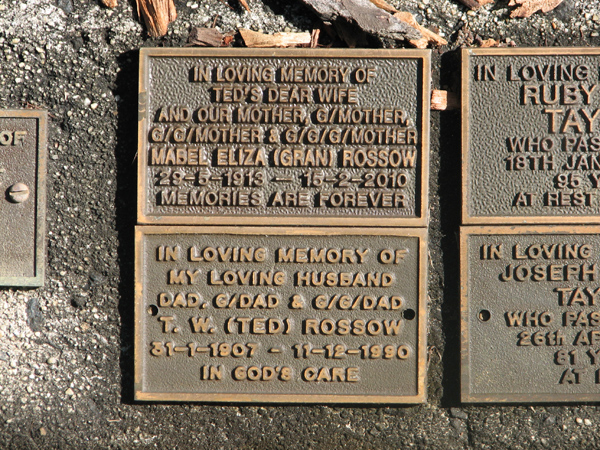 OF
IN LOVING MEMORY OF
TED'S DEAR WIFE
AND OUR MOTHER, G/MOTHER,
G/G/MOTHER & G/G/G/MOTHER
MABEL ELIZA (GRAN) ROSSOW
29-5-1913 - 15-2-2010
MEMORIES ARE FOREVER
IN LOVING MEMORY OF
MY LOVING HUSBAND
DAD, G/DAD & G/G/DAD
T. W. (TED) ROSSOW
31-1-1907 - 11-12-1990
IN GOD'S CARE
IN LOVING
RUBY
TAY
WHO PAS
18TH JAN
95 Y
AT REST
IN LOVING
JOSEPH
TAY
WHO PAS
26th AP
81 Y
AT